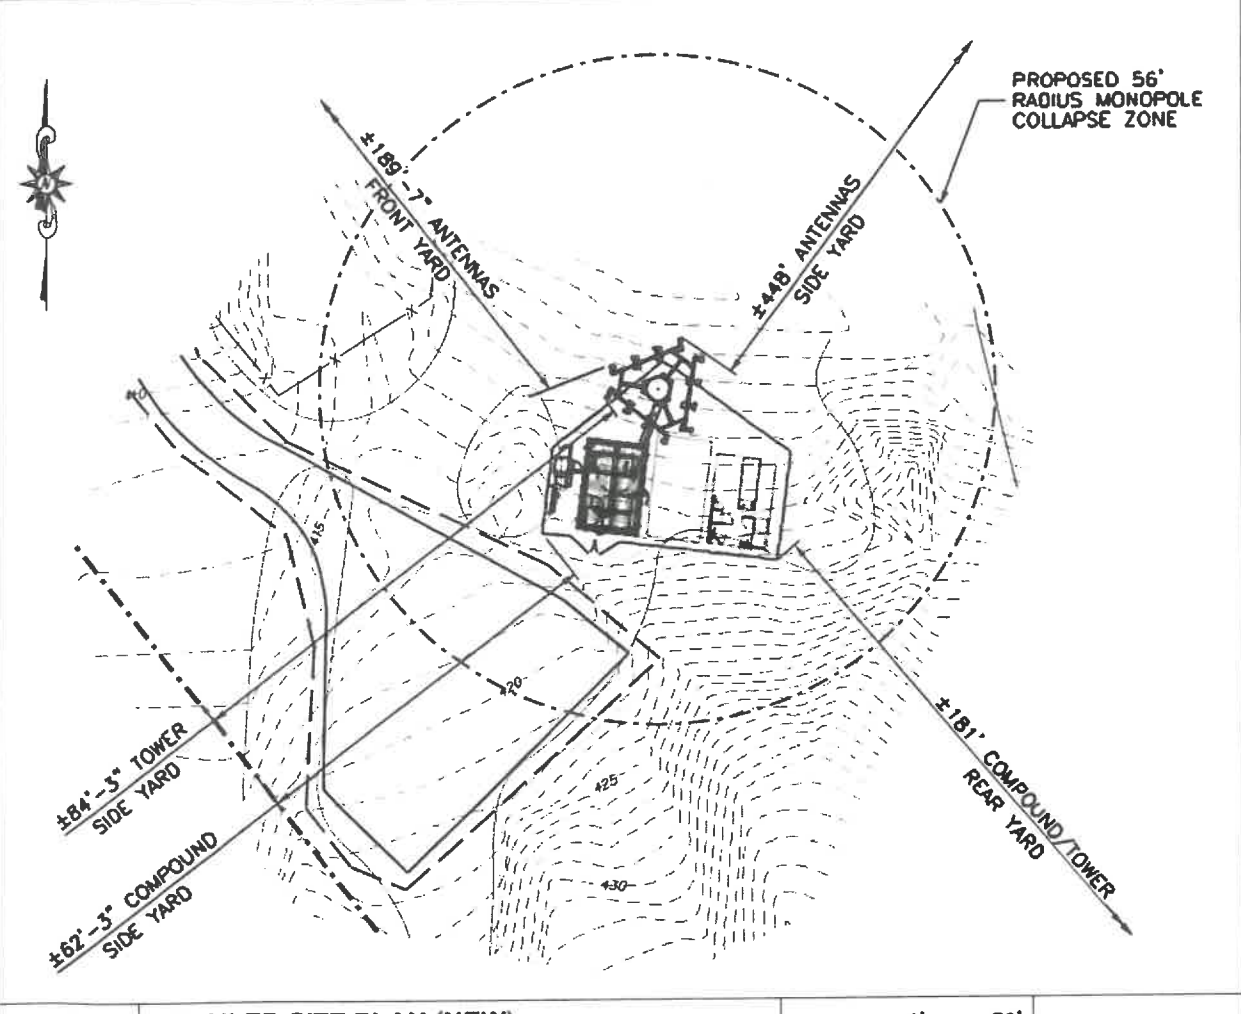 PROPOSED 56'
RADIUS MONOPOLE
COLLAPSE ZONE
±189'-7" ANTENNAS
FRONT YARD
±448' ANTENNAS
SIDE YARD
N
415
420
425
430
±84'-3" TOWER
SIDE YARD
±62'-3" COMPOUND
SIDE YARD
±181' COMPOUND/TOWER
REAR YARD